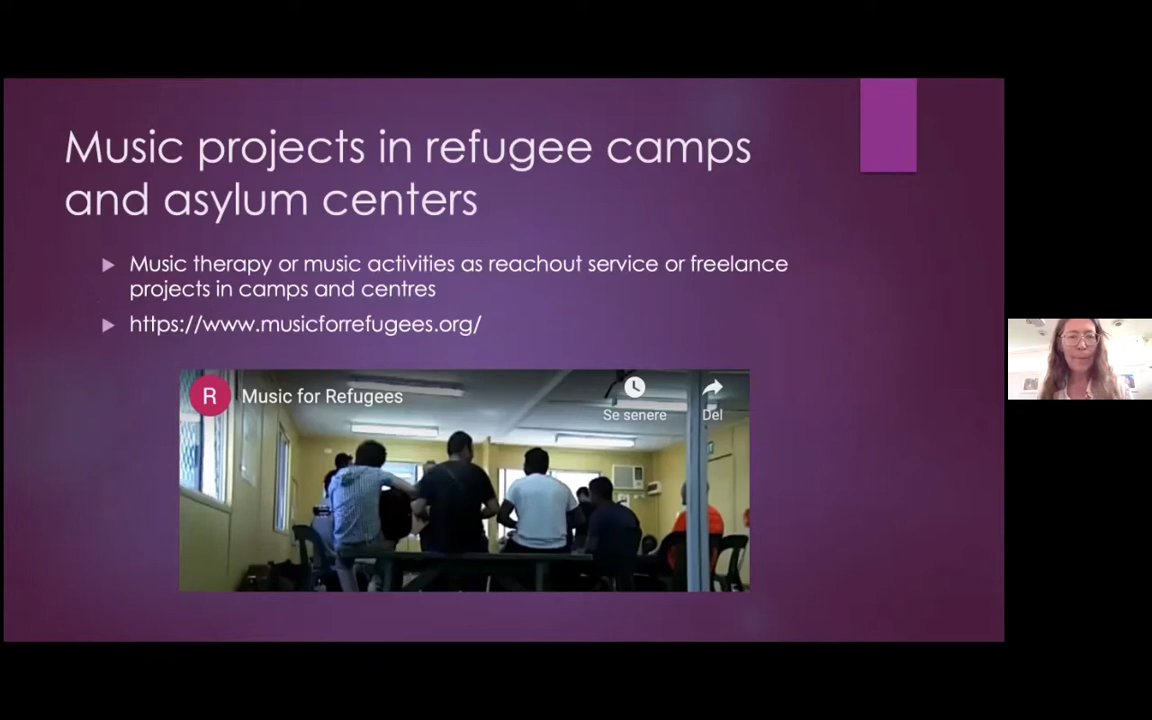 Music projects in refugee camps
and asylum centers
Music therapy or music activities as reachout service or freelance
projects in camps and centres
https://www.musicforrefugees.org/
R Music for Refugees
Se senere Del